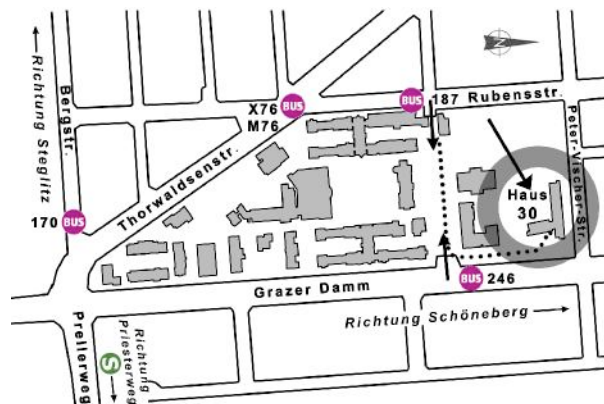 Richtung Steglitz
Bergstr.
N
X76 BUS
M76
BUS 187 Rubensstr.
Thorwaldsenstr.
170 BUS
Haus
30
Peter-Vischer-Str.
BUS 246
Grazer Damm
Richtung Schöneberg
Prellerweg
S
Richtung
Priesterweg